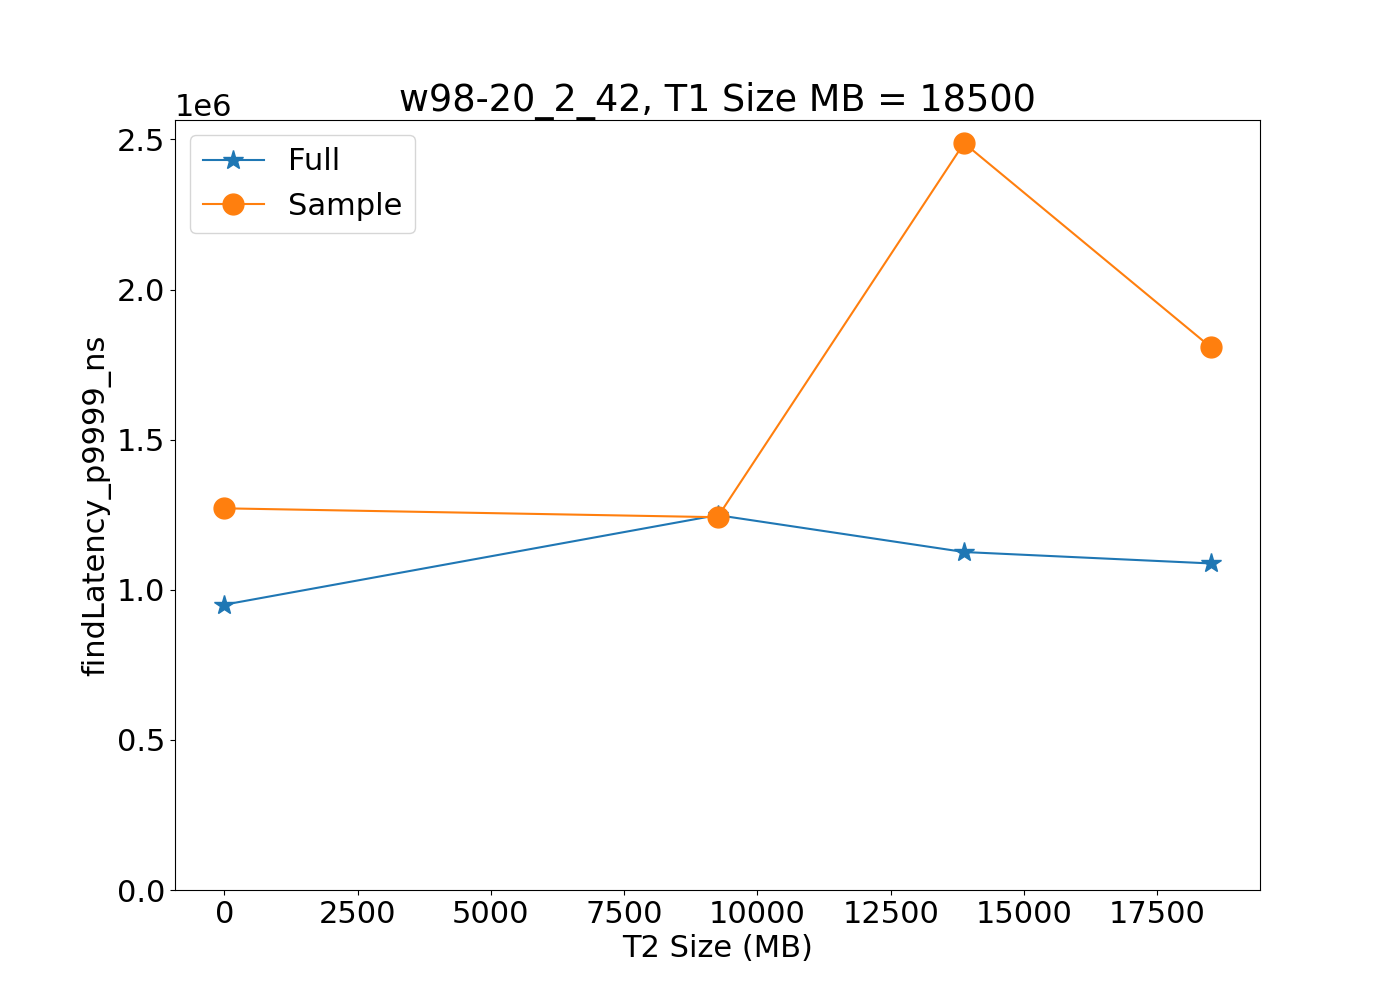 w98-20_2_42, T1 Size MB = 18500
1e6
Full
Sample
2.5
2.0
1.5
1.0
0.5
0.0
findLatency_p9999_ns
0 2500 5000 7500 10000 12500 15000 17500
T2 Size (MB)